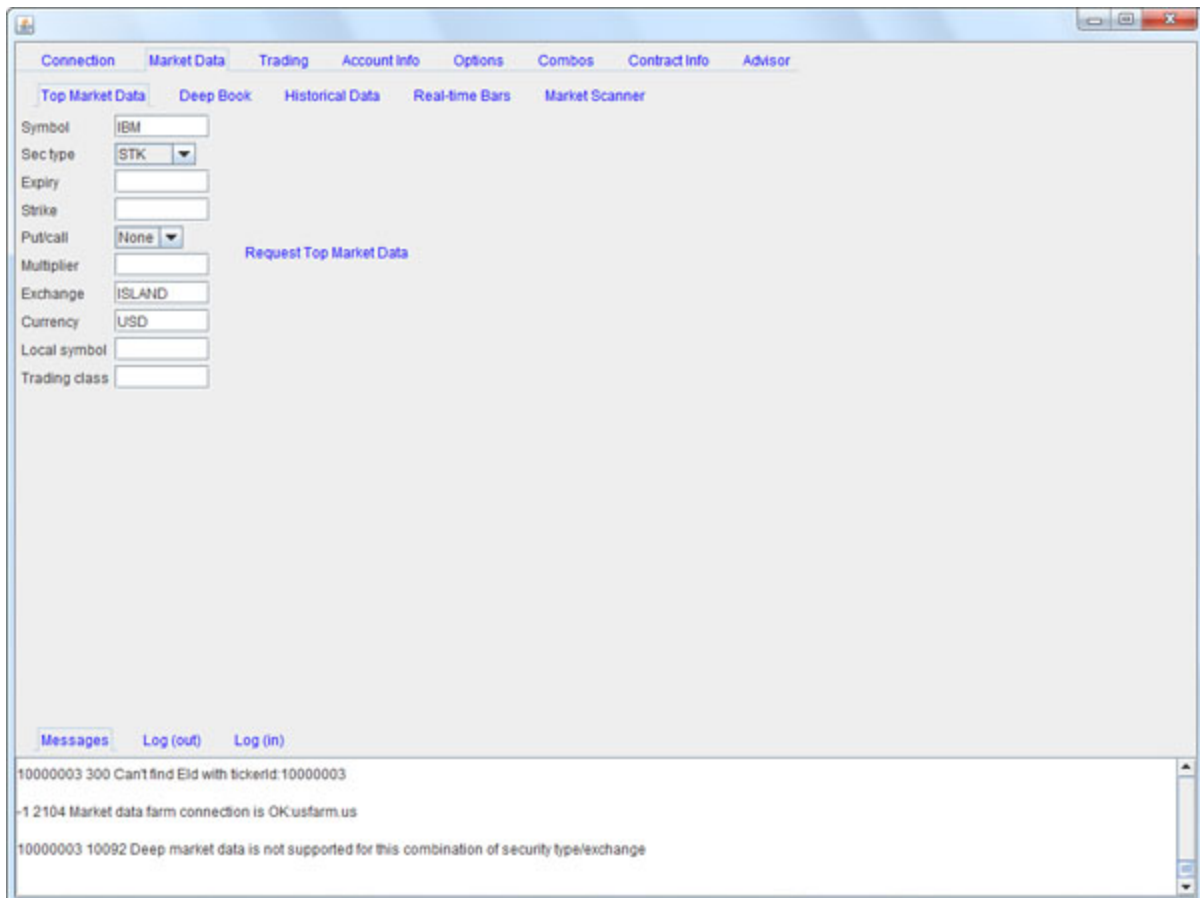 Connection Market Data Trading Account Info Options Combos Contract Info Advisor
Top Market Data Deep Book Historical Data Real-time Bars Market Scanner
Symbol IBM
Sec type STK
Expiry
Strike
Put/call None
Request Top Market Data
Multiplier
Exchange ISLAND
Currency USD
Local symbol
Trading class
Messages Log (out) Log (in)
10000003 300 Can't find EId with tickerId:10000003
-1 2104 Market data farm connection is OK:usfarm.us
10000003 10092 Deep market data is not supported for this combination of security type/exchange